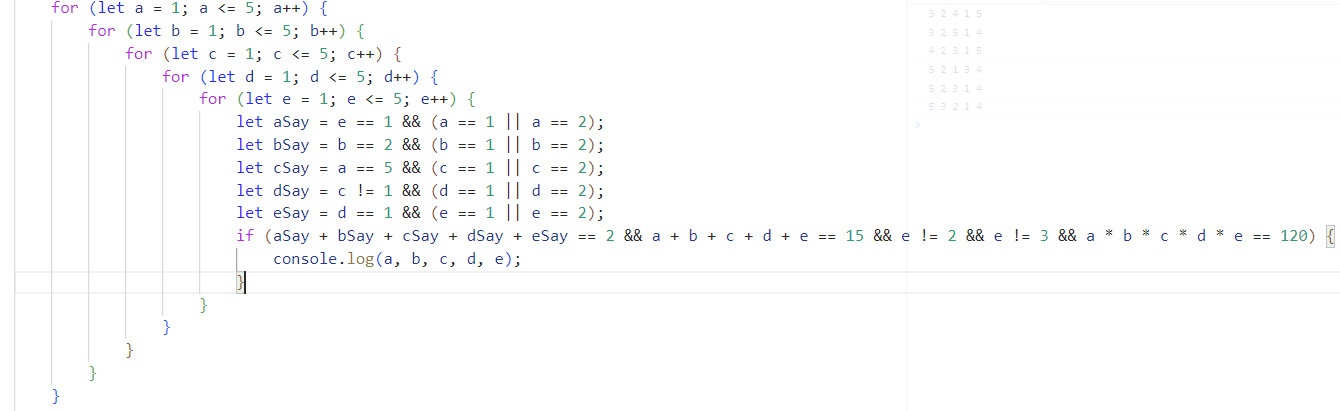 for (let a = 1; a <= 5; a++) {
for (let b = 1; b <= 5; b++) {
for (let c = 1; c <= 5; c++) {
for (let d = 1; d <= 5; d++) {
for (let e = 1; e <= 5; e++) {
let aSay = e == 1 && (a == 1 || a == 2);
let bSay = b == 2 && (b == 1 || b == 2);
let cSay = a == 5 && (c == 1 || c == 2);
let dSay = c != 1 && (d == 1 || d == 2);
let eSay = d == 1 && (e == 1 || e == 2);
if (aSay + bSay + cSay + dSay + eSay == 2 && a + b + c + d + e == 15 && e != 2 && e != 3 && a * b * c * d * e == 120) {
console.log(a, b, c, d, e);
}
}
}
}
}
}
3 2 4 1 5
3 2 5 1 4
4 2 3 1 5
5 2 1 3 4
5 2 3 1 4
5 3 2 1 4
>